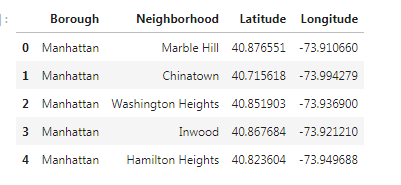 ]:
Borough Neighborhood Latitude Longitude
0 Manhattan Marble Hill 40.876551 -73.910660
1 Manhattan Chinatown 40.715618 -73.994279
2 Manhattan Washington Heights 40.851903 -73.936900
3 Manhattan Inwood 40.867684 -73.921210
4 Manhattan Hamilton Heights 40.823604 -73.949688